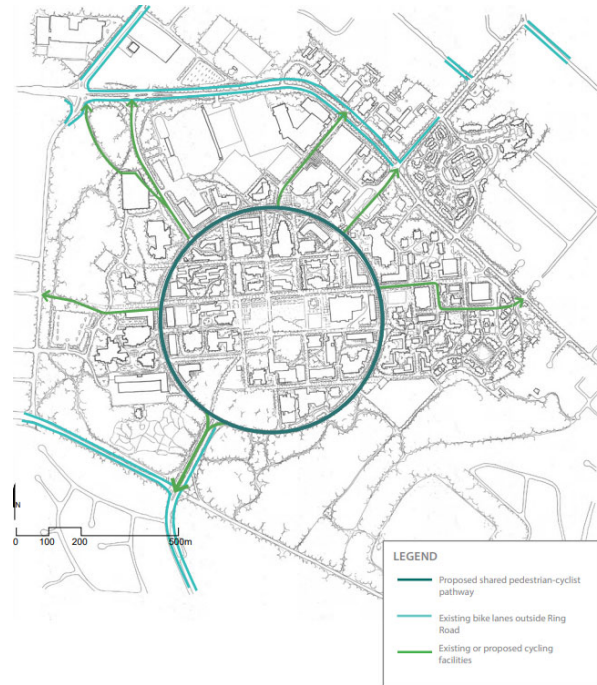 N
0 100 200 500m
LEGEND
Proposed shared pedestrian-cyclist
pathway
Existing bike lanes outside Ring
Road
Existing or proposed cycling
facilities